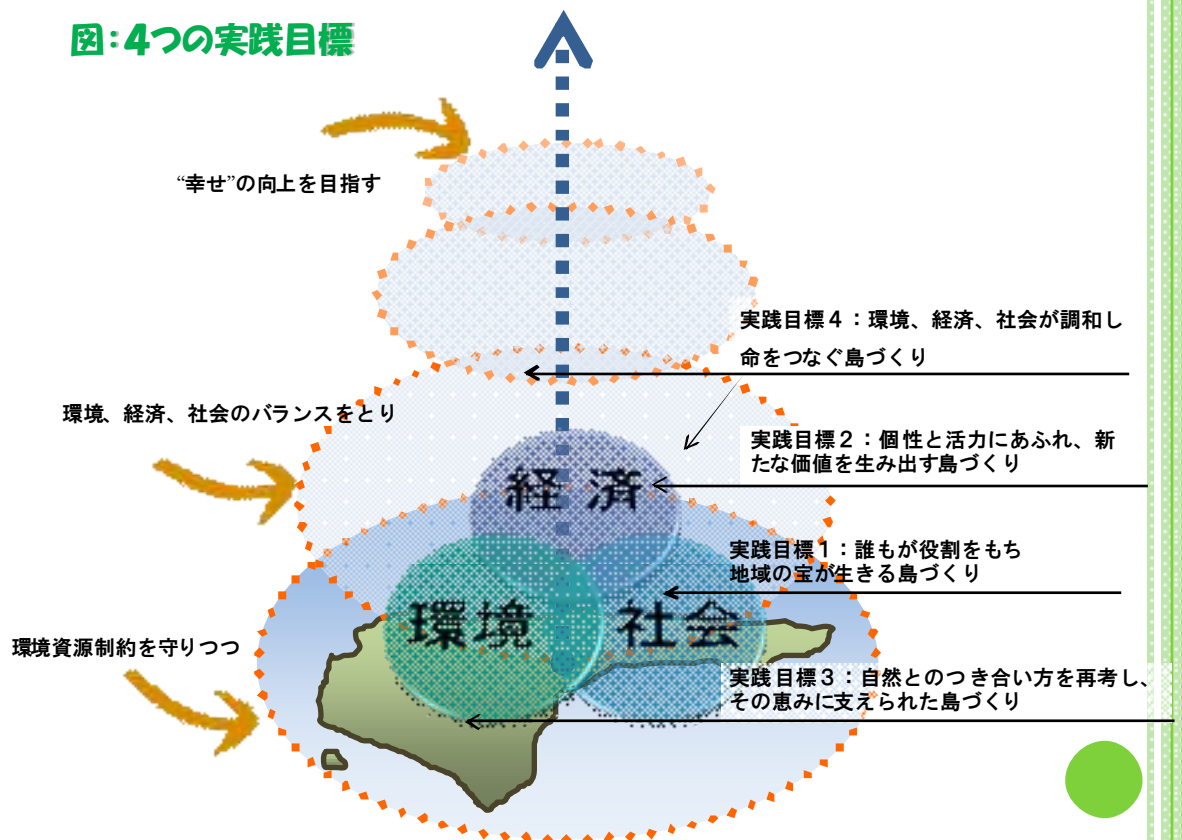 図：4つの実践目標
“幸せ”の向上を目指す
実践目標４：環境、経済、社会が調和し
命をつなぐ島づくり
環境、経済、社会のバランスをとり
実践目標２：個性と活力にあふれ、新
たな価値を生み出す島づくり
経済
実践目標１：誰もが役割をもち
地域の宝が生きる島づくり
環境
社会
環境資源制約を守りつつ
実践目標３：自然とのつき合い方を再考し、
その恵みに支えられた島づくり